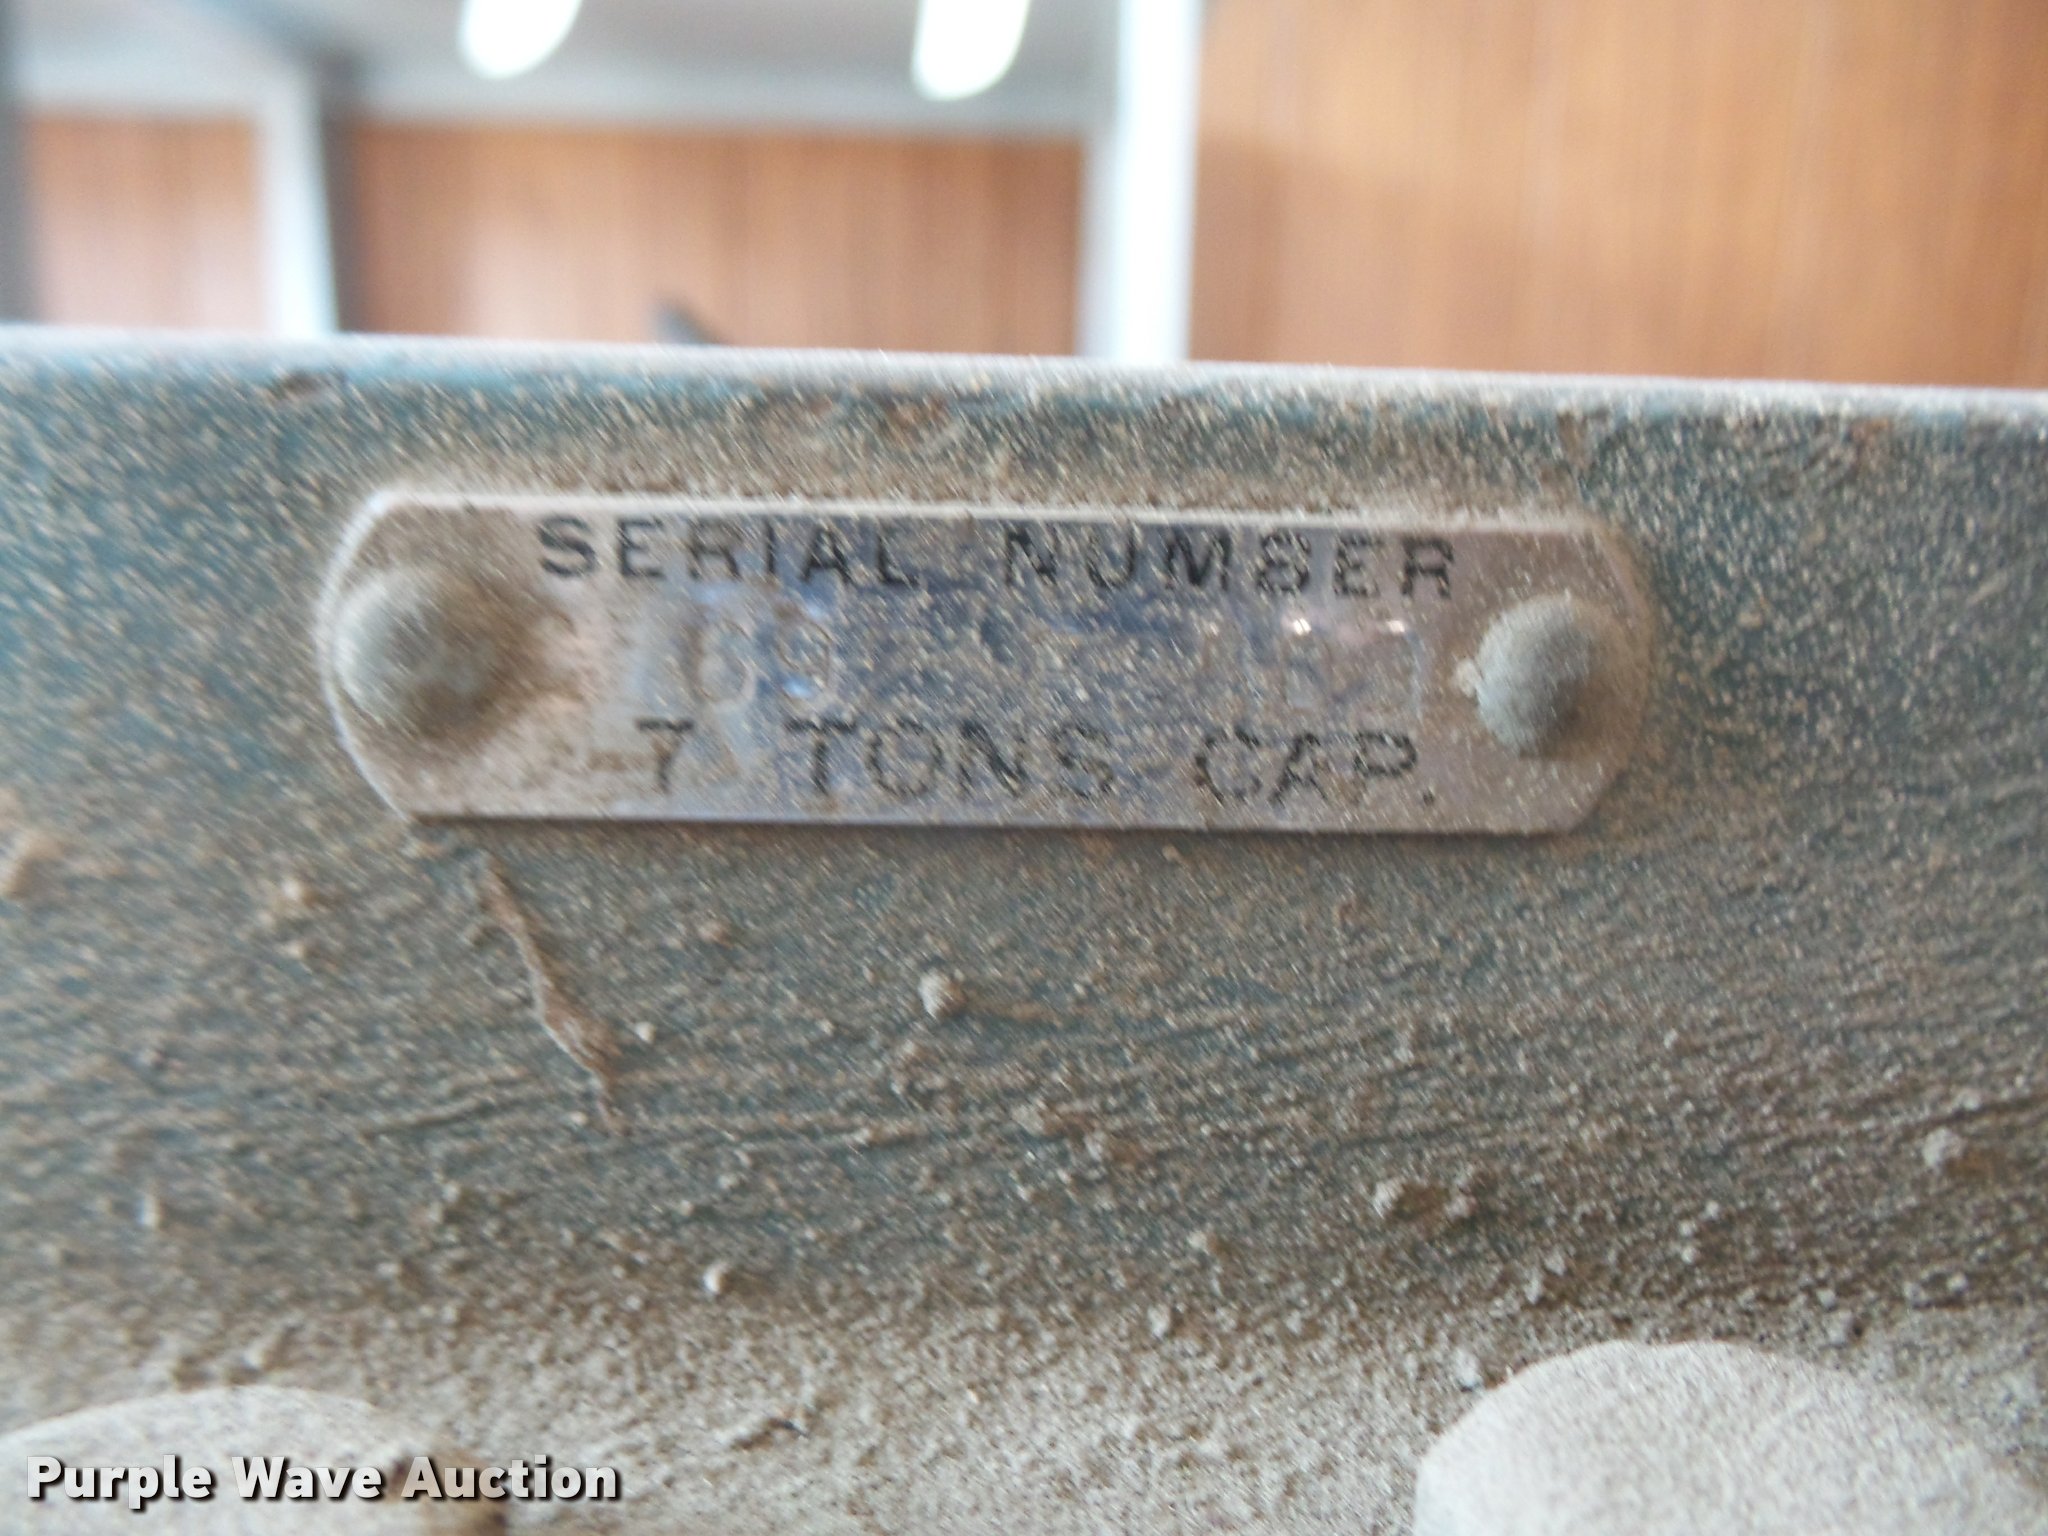 SERIAL NUMBER
7 TONS CAP.
Purple Wave Auction